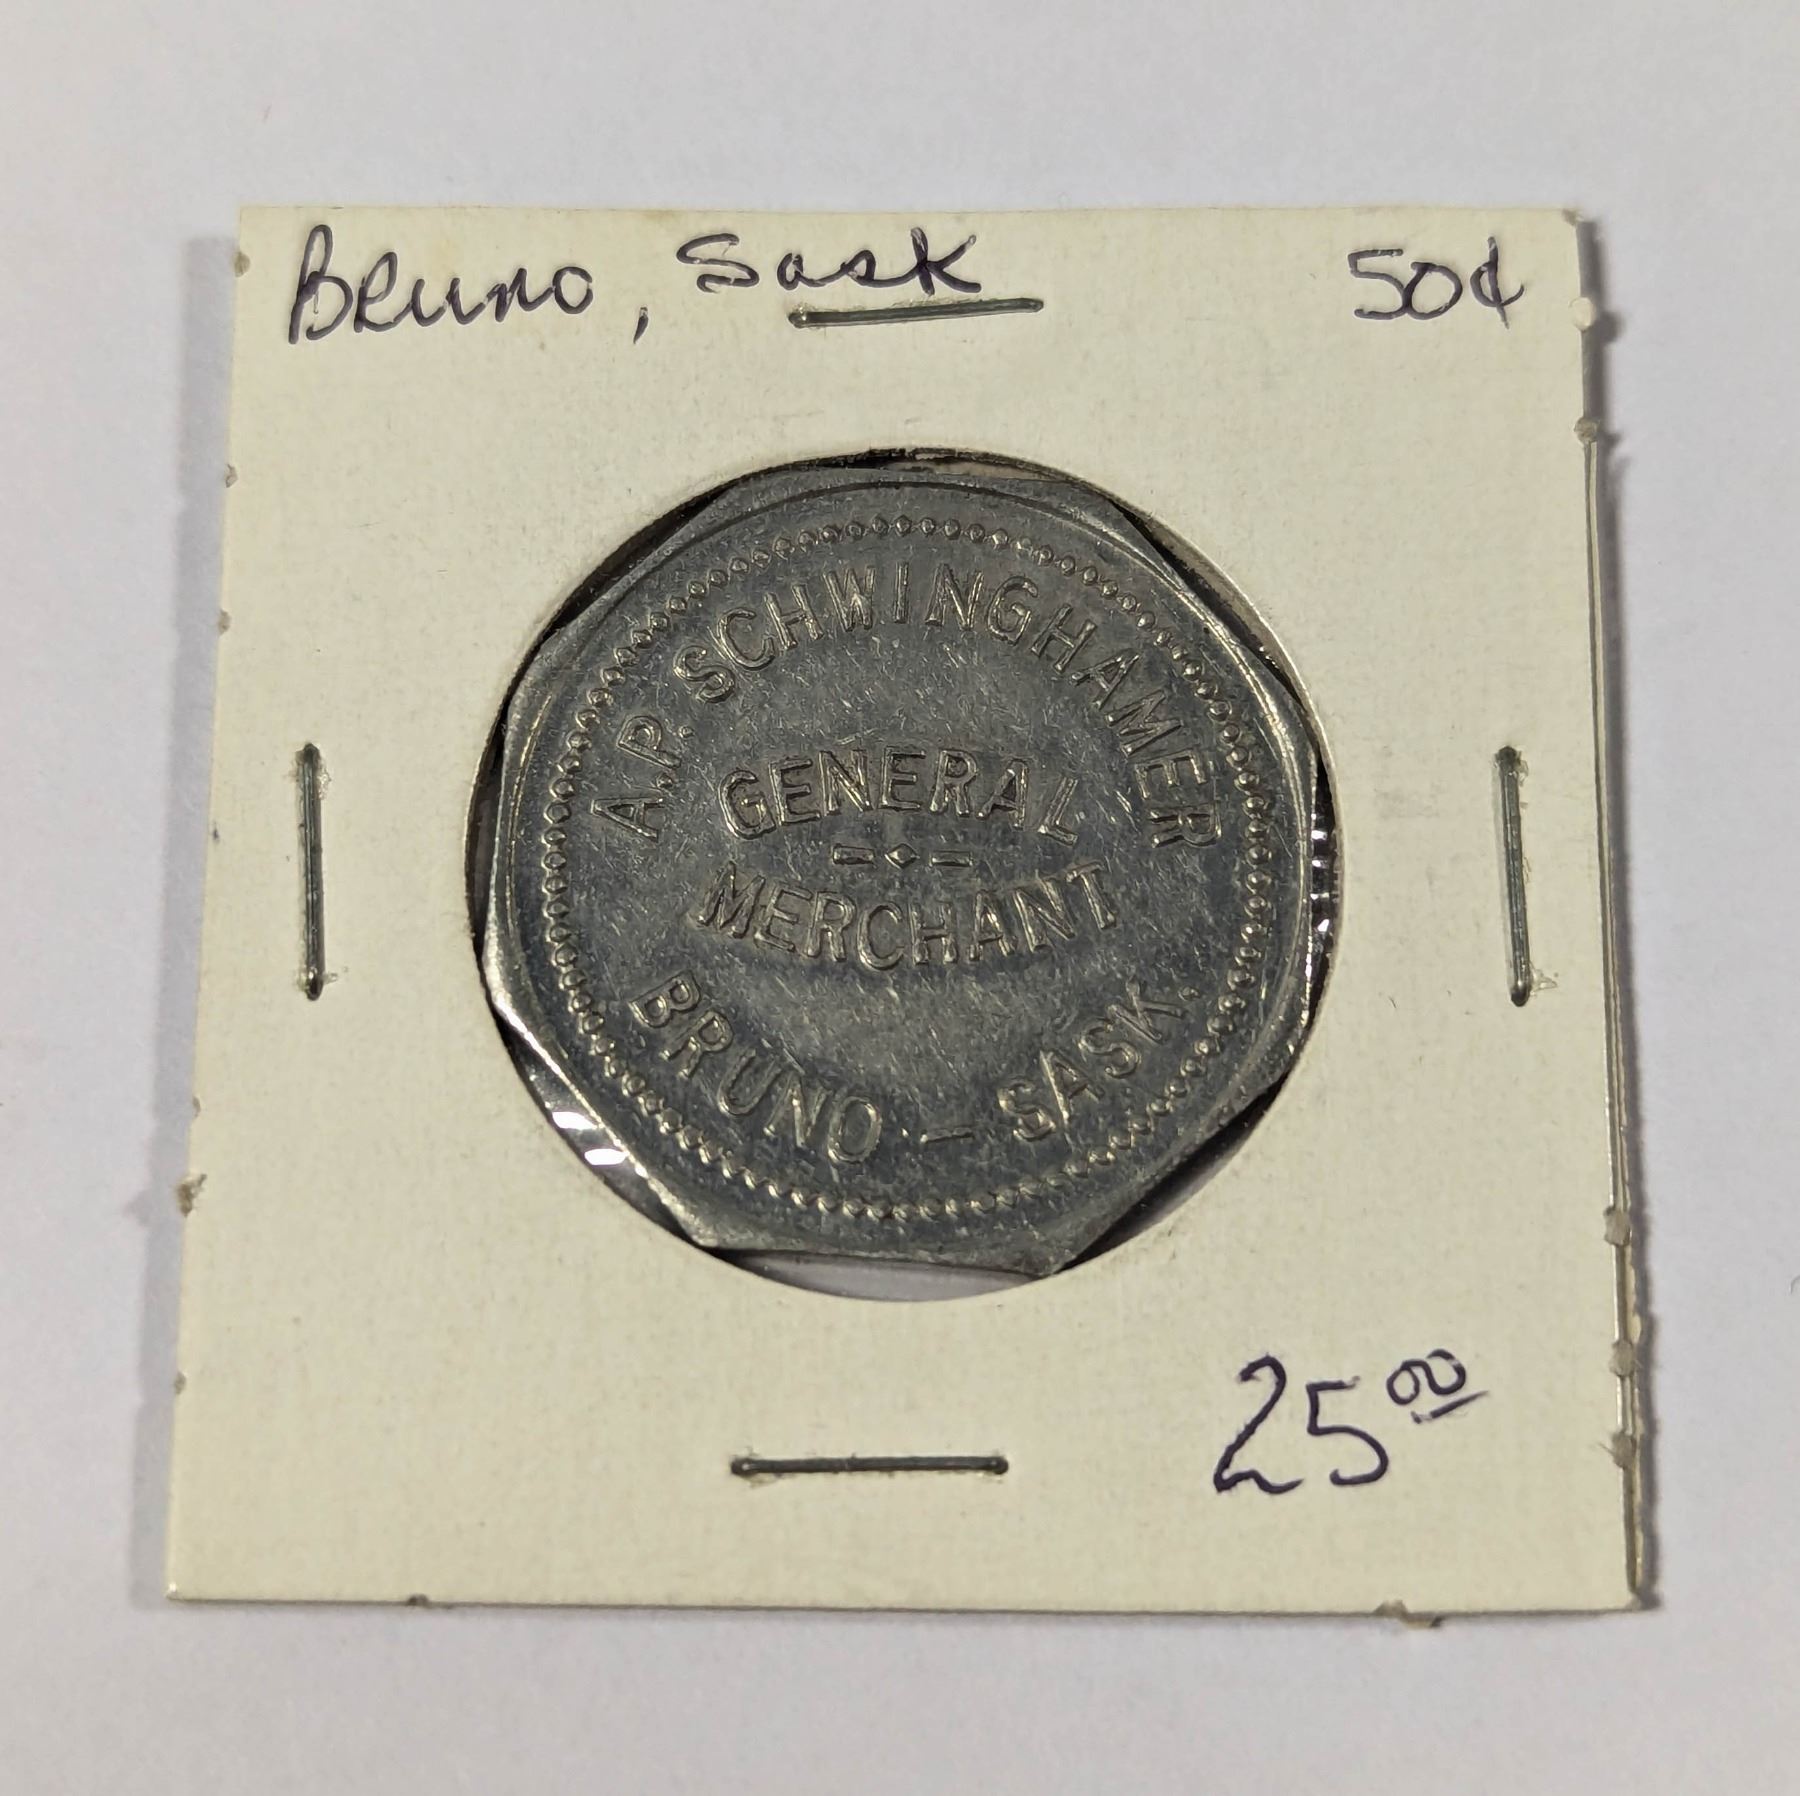 Bruno, Sask 50¢
A.P. SCHWINGHAMER
GENERAL
MERCHANT
BRUNO – SASK.
25.00